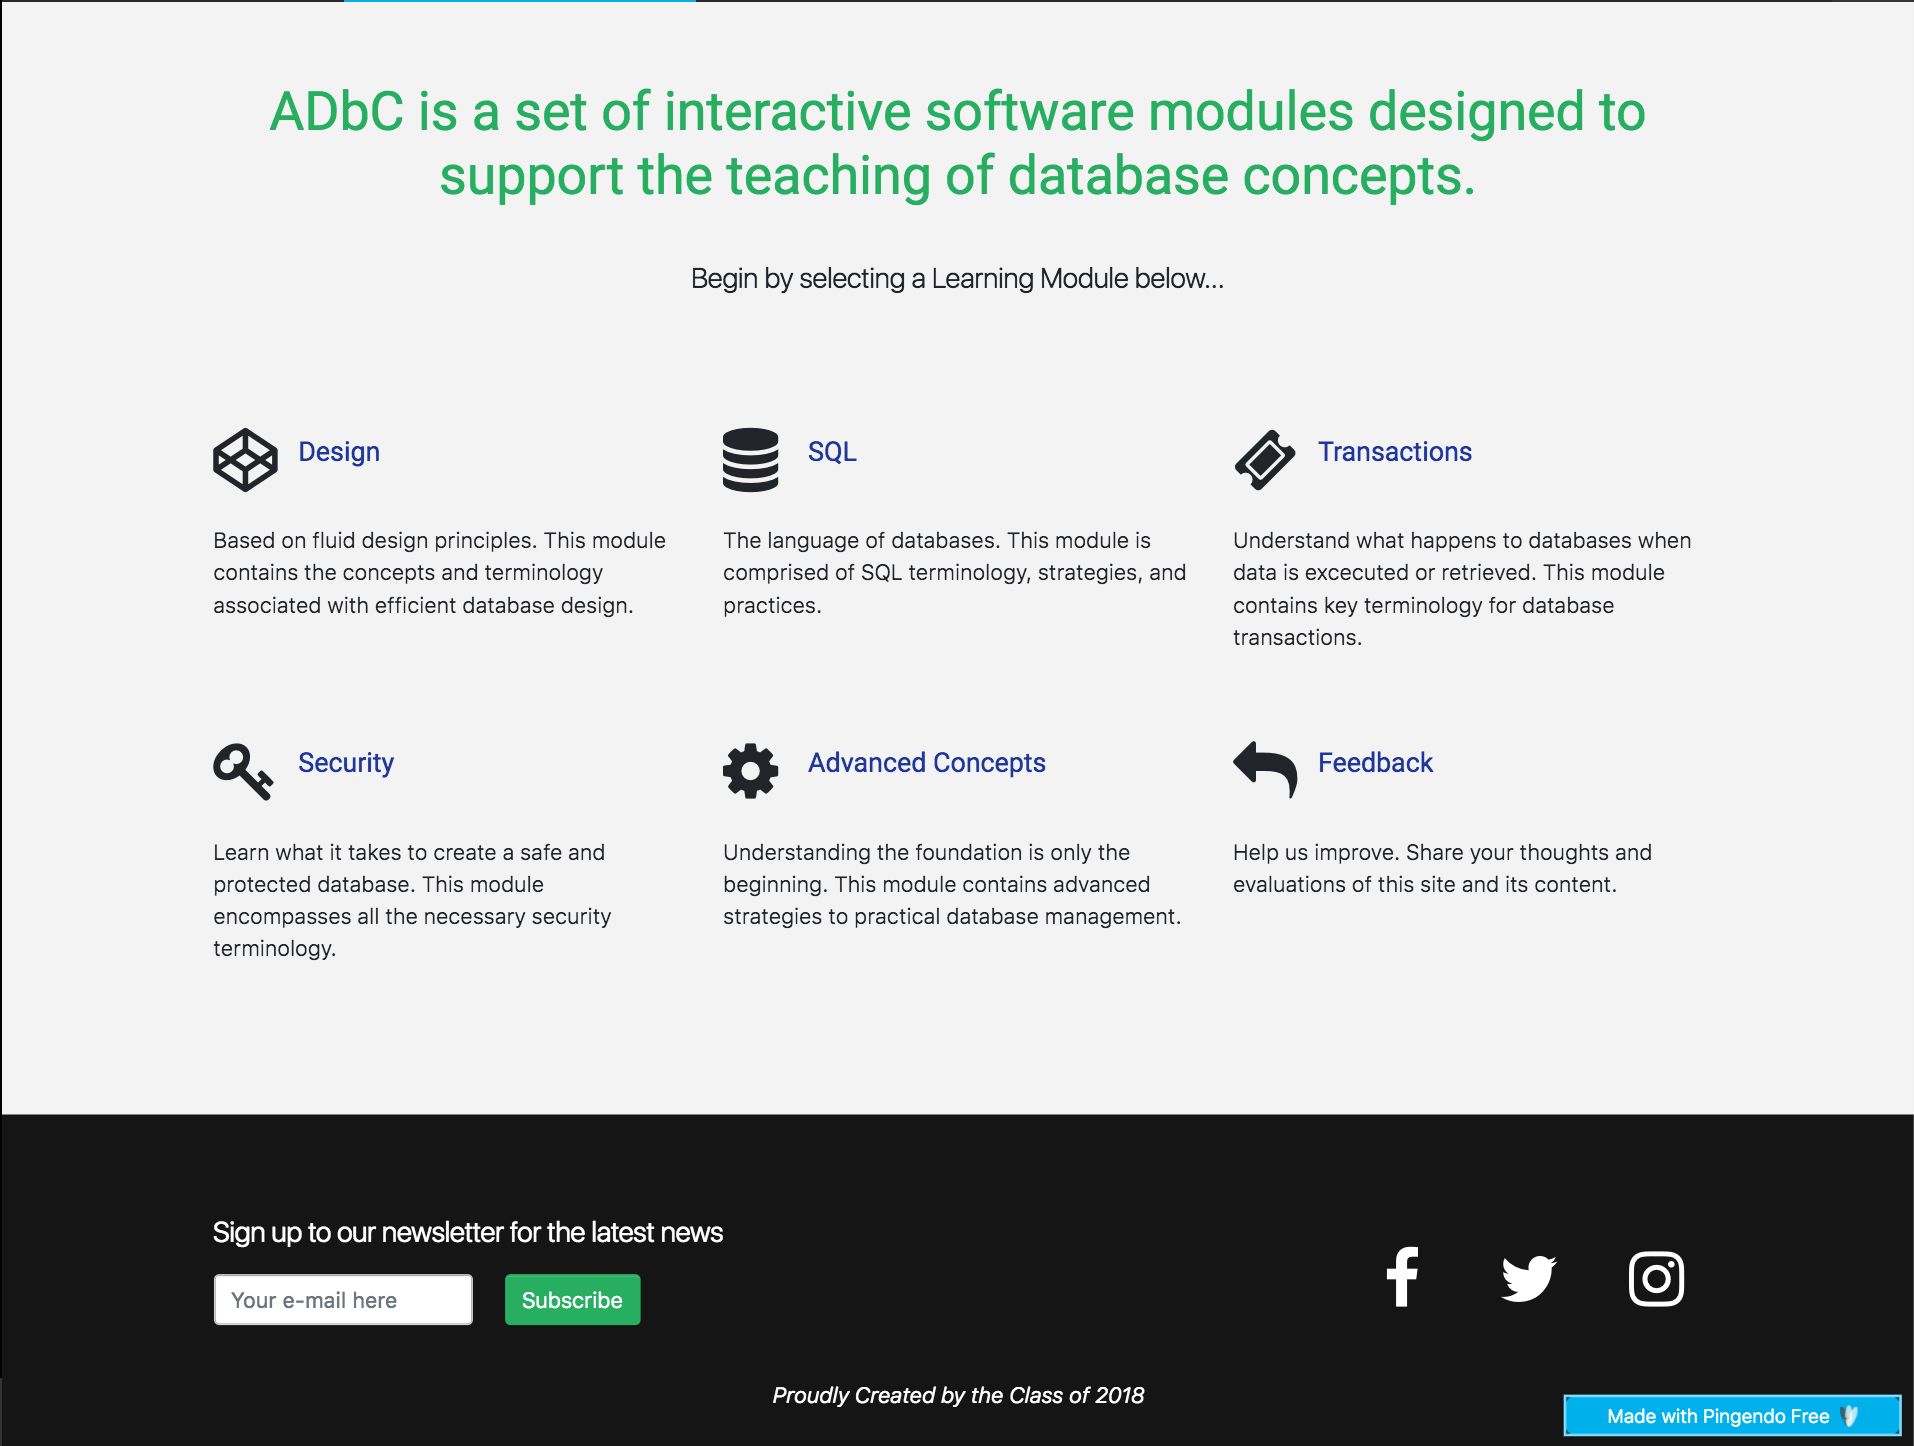 ADbC is a set of interactive software modules designed to
support the teaching of database concepts.
Begin by selecting a Learning Module below...
Design
Based on fluid design principles. This module
contains the concepts and terminology
associated with efficient database design.
SQL
The language of databases. This module is
comprised of SQL terminology, strategies, and
practices.
Transactions
Understand what happens to databases when
data is excecuted or retrieved. This module
contains key terminology for database
transactions.
Security
Learn what it takes to create a safe and
protected database. This module
encompasses all the necessary security
terminology.
Advanced Concepts
Understanding the foundation is only the
beginning. This module contains advanced
strategies to practical database management.
Feedback
Help us improve. Share your thoughts and
evaluations of this site and its content.
Sign up to our newsletter for the latest news
Your e-mail here
Subscribe
Proudly Created by the Class of 2018
Made with Pingendo Free